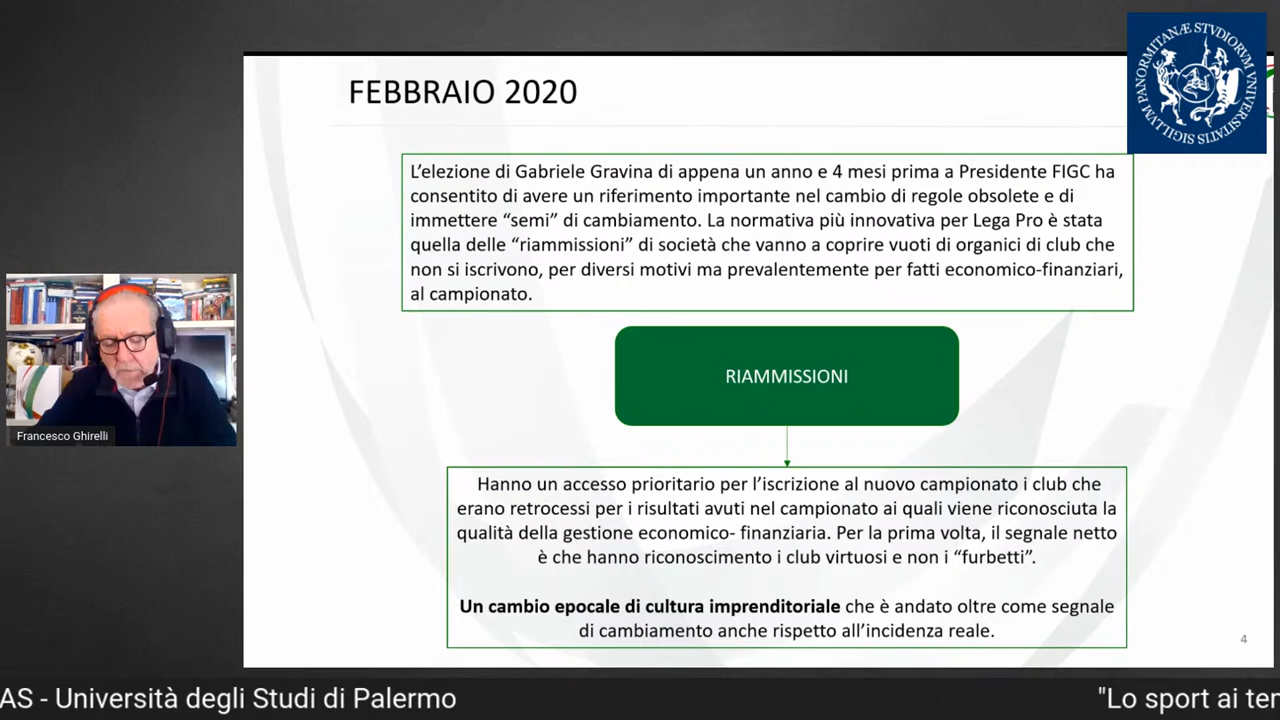 FEBBRAIO 2020
SIGILLVM PANORMITANÆ STVDIORVM VNIVERSITATIS
L’elezione di Gabriele Gravina di appena un anno e 4 mesi prima a Presidente FIGC ha
consentito di avere un riferimento importante nel cambio di regole obsolete e di
immettere “semi” di cambiamento. La normativa più innovativa per Lega Pro è stata
quella delle “riammissioni” di società che vanno a coprire vuoti di organici di club che
non si iscrivono, per diversi motivi ma prevalentemente per fatti economico-finanziari,
al campionato.
RIAMMISSIONI
Francesco Ghirelli
Hanno un accesso prioritario per l’iscrizione al nuovo campionato i club che
erano retrocessi per i risultati avuti nel campionato ai quali viene riconosciuta la
qualità della gestione economico- finanziaria. Per la prima volta, il segnale netto
è che hanno riconoscimento i club virtuosi e non i “furbetti”.
Un cambio epocale di cultura imprenditoriale che è andato oltre come segnale
di cambiamento anche rispetto all’incidenza reale.
4
AS - Università degli Studi di Palermo
"Lo sport ai ten